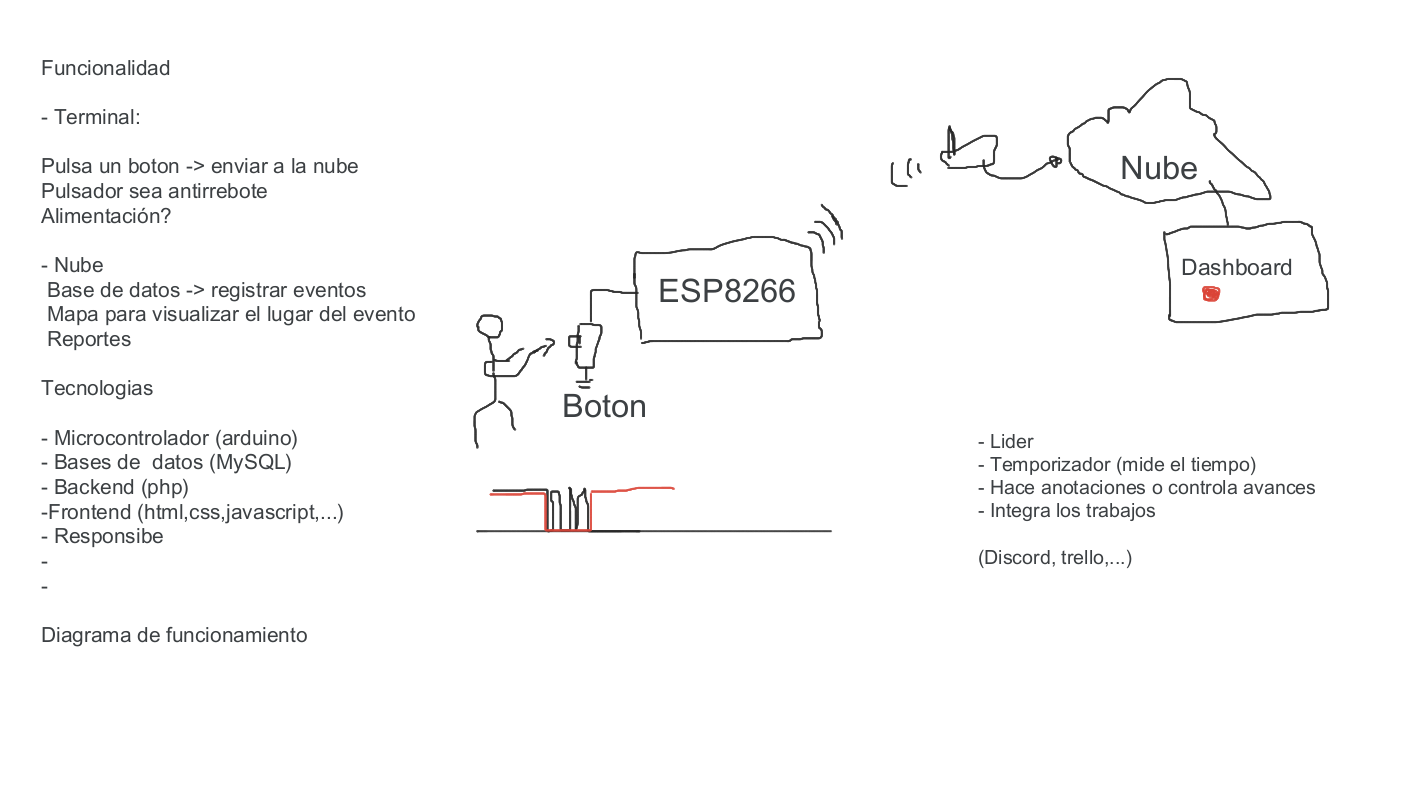 Funcionalidad
- Terminal:
Pulsa un boton -> enviar a la nube
Pulsador sea antirrebote
Alimentación?
- Nube
Base de datos -> registrar eventos
Mapa para visualizar el lugar del evento
Reportes
Tecnologias
- Microcontrolador (arduino)
- Bases de  datos (MySQL)
- Backend (php)
-Frontend (html,css,javascript,...)
- Responsibe
-
-
Diagrama de funcionamiento
ESP8266
Boton
Nube
Dashboard
- Lider
- Temporizador (mide el tiempo)
- Hace anotaciones o controla avances
- Integra los trabajos
(Discord, trello,...)